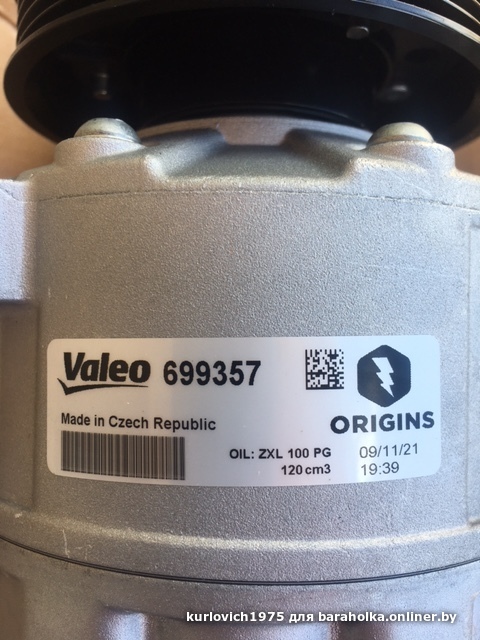 Valeo 699357
Made in Czech Republic
ORIGINS
OIL: ZXL 100 PG 09/11/21
120 cm3 19:39
kurlovich1975 для baraholka.onliner.by